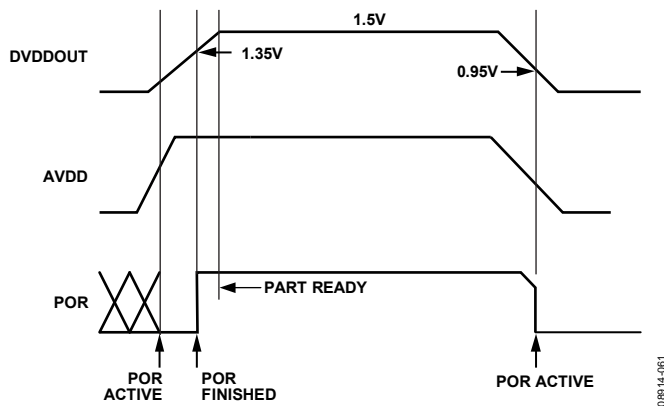 1.5V
DVDDOUT
1.35V
0.95V
AVDD
POR
PART READY
POR
ACTIVE
POR
FINISHED
POR ACTIVE
08914-061